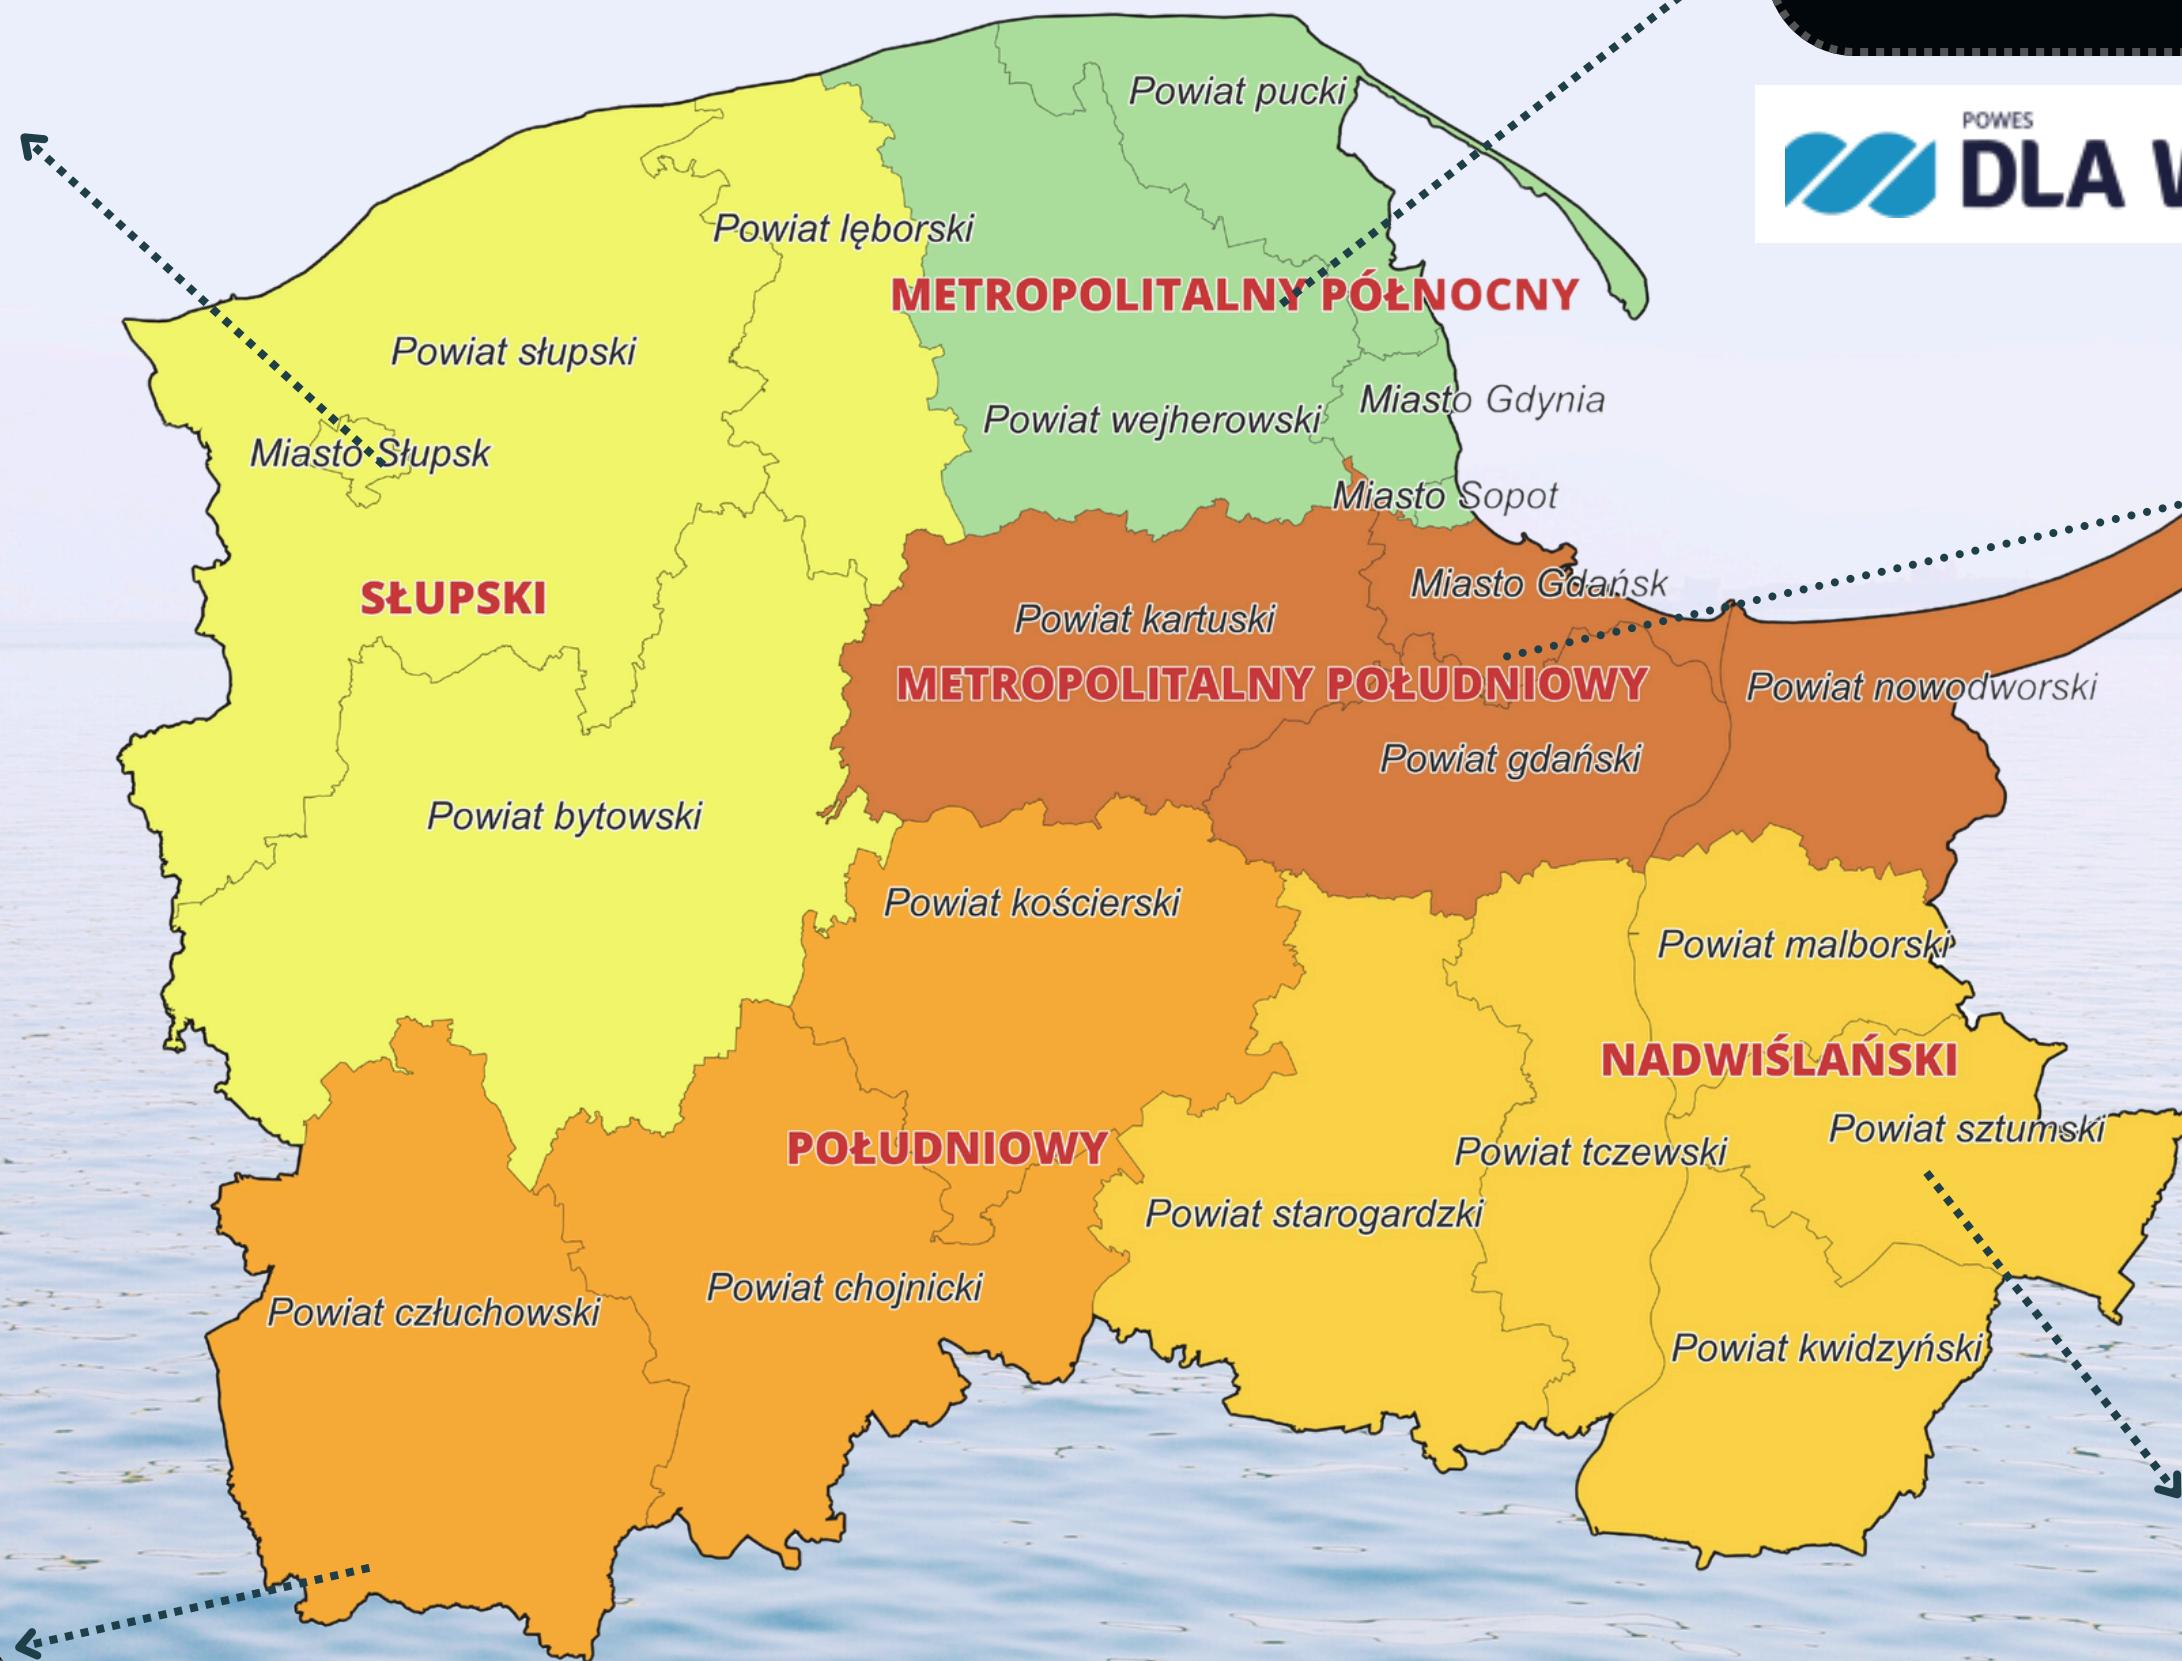 Powiat pucki
POWES
DLA
Powiat lęborski
METROPOLITALNY PÓŁNOCNY
Powiat słupski
Miasto Gdynia
Powiat wejherowski
Miasto Słupsk
Miasto Sopot
Miasto Gdańsk
SŁUPSKI
Powiat kartuski
METROPOLITALNY POŁUDNIOWY
Powiat nowodworski
Powiat gdański
Powiat bytowski
Powiat kościerski
Powiat malborski
NADWIŚLAŃSKI
Powiat sztumski
POŁUDNIOWY
Powiat tczewski
Powiat starogardzki
Powiat chojnicki
Powiat człuchowski
Powiat kwidzyński